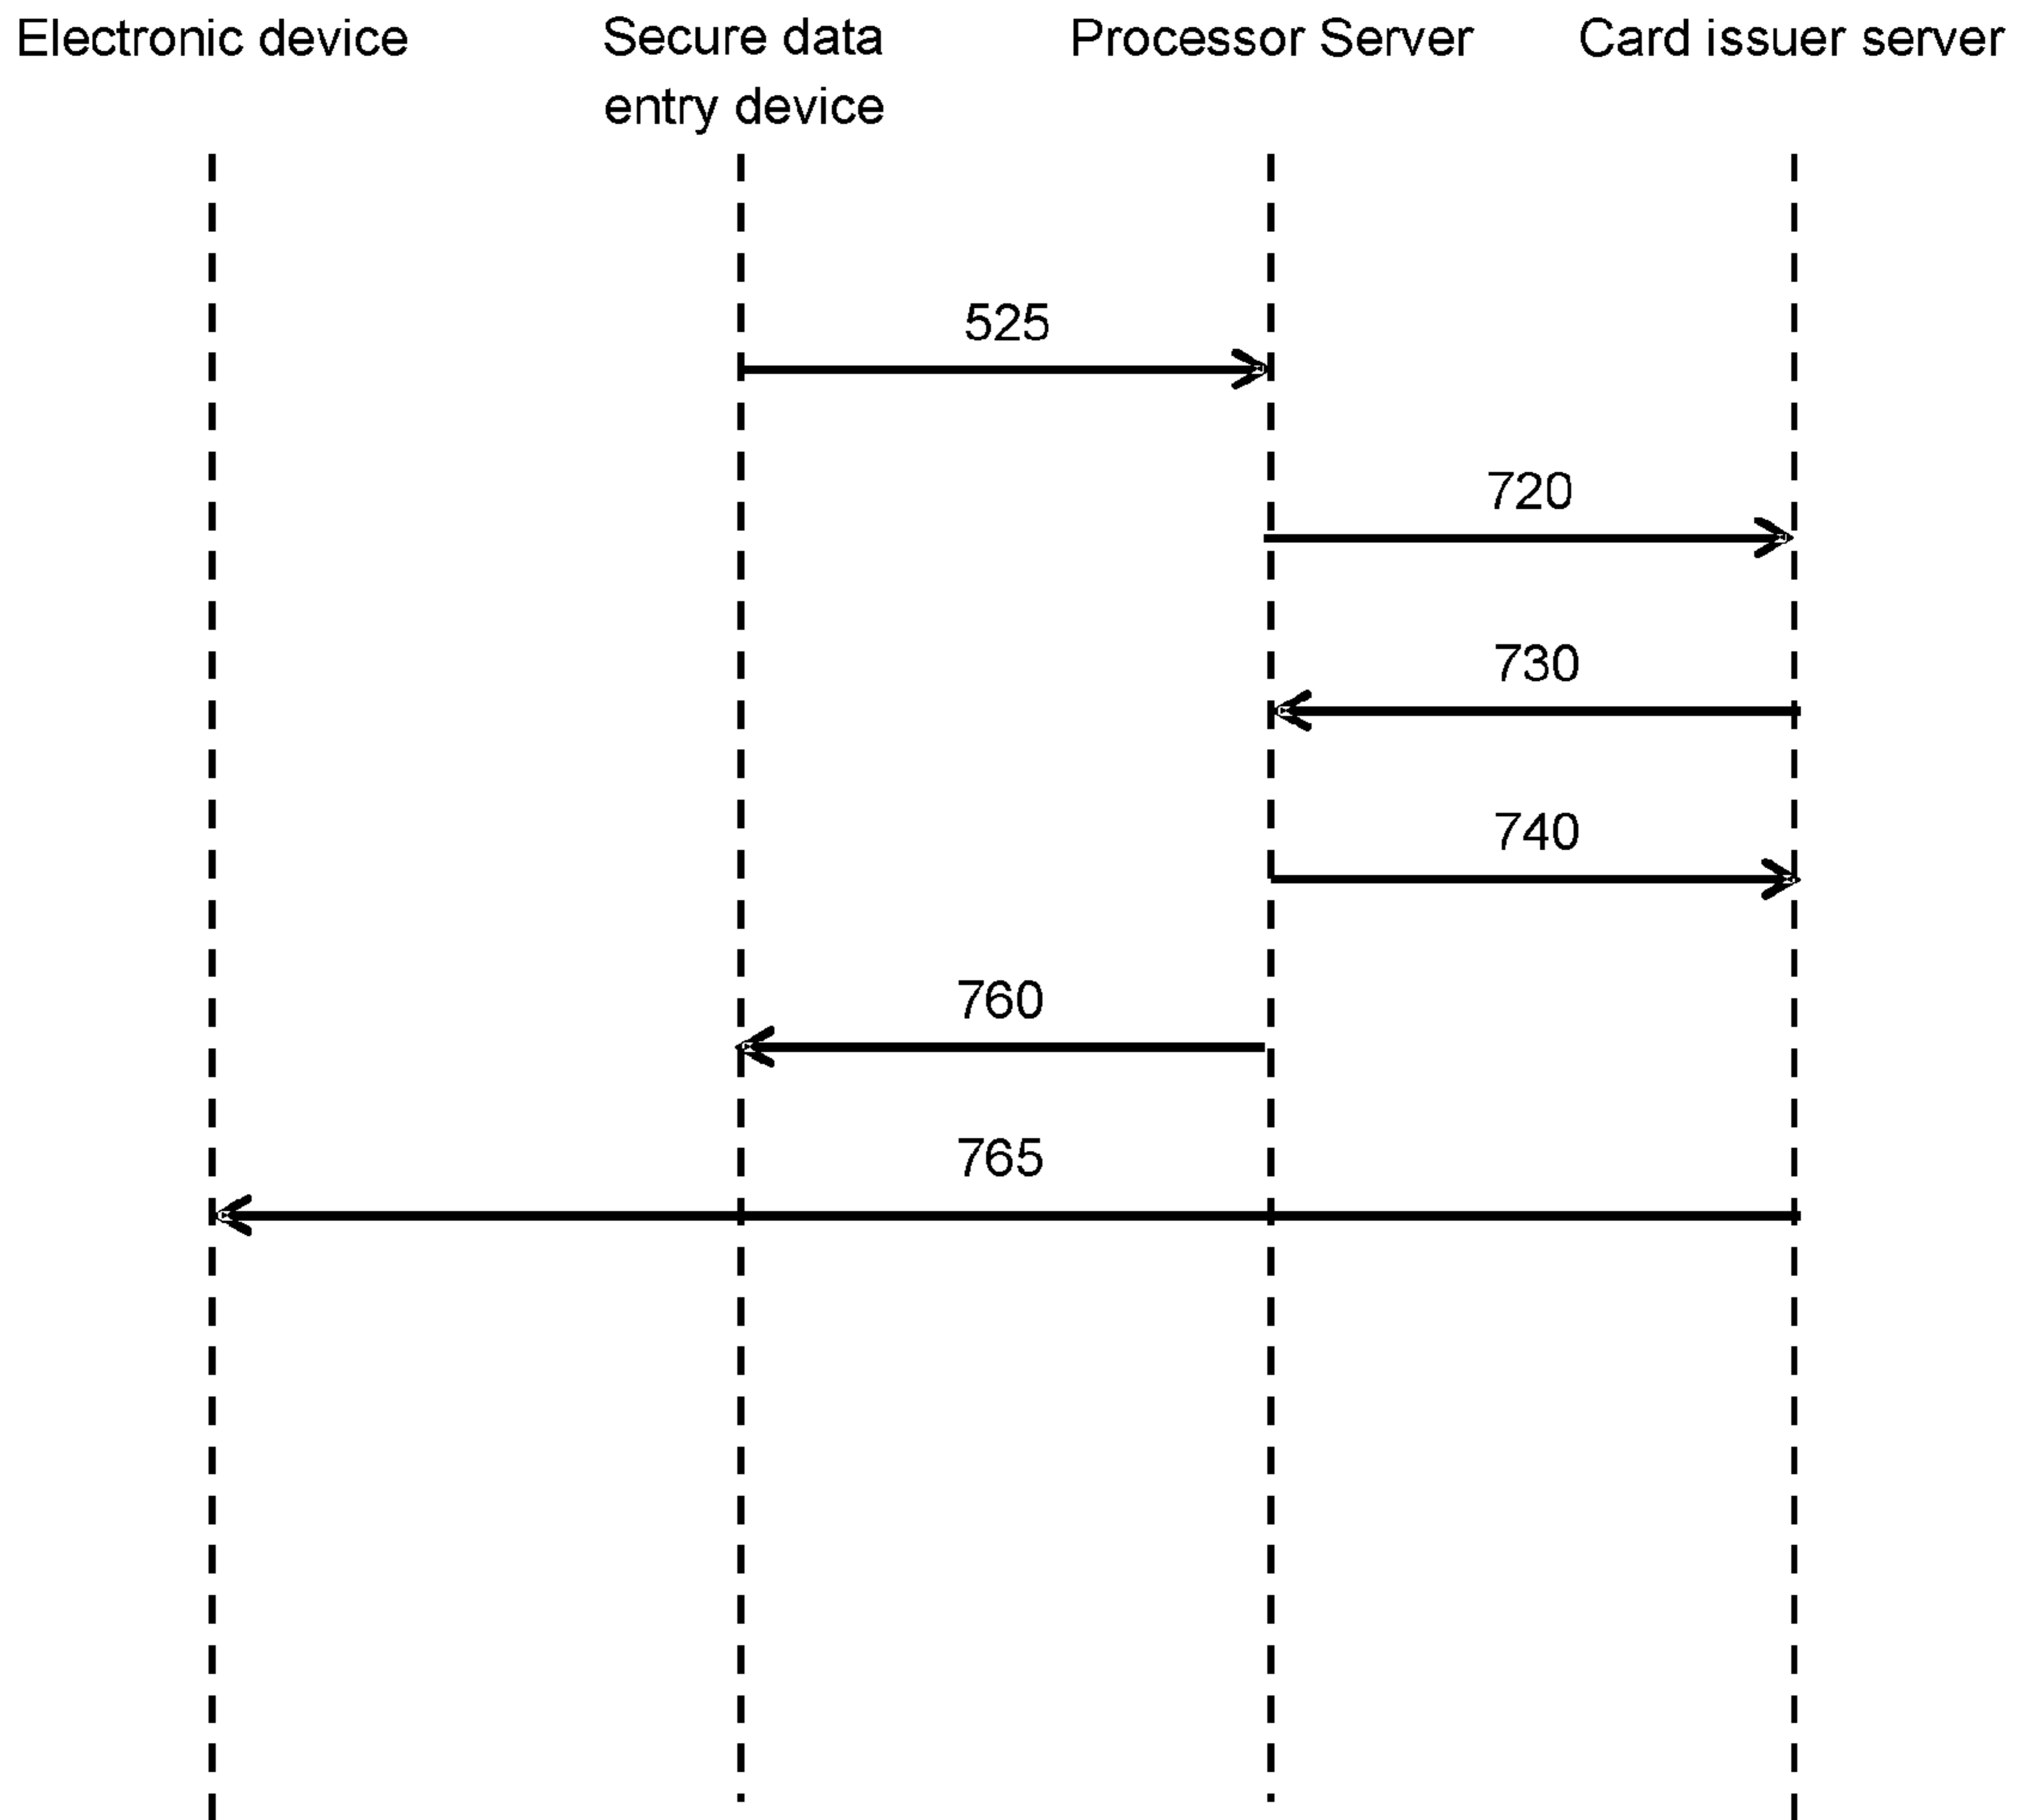 Electronic device
Secure data
entry device
Processor Server
Card issuer server
525
720
730
740
760
765